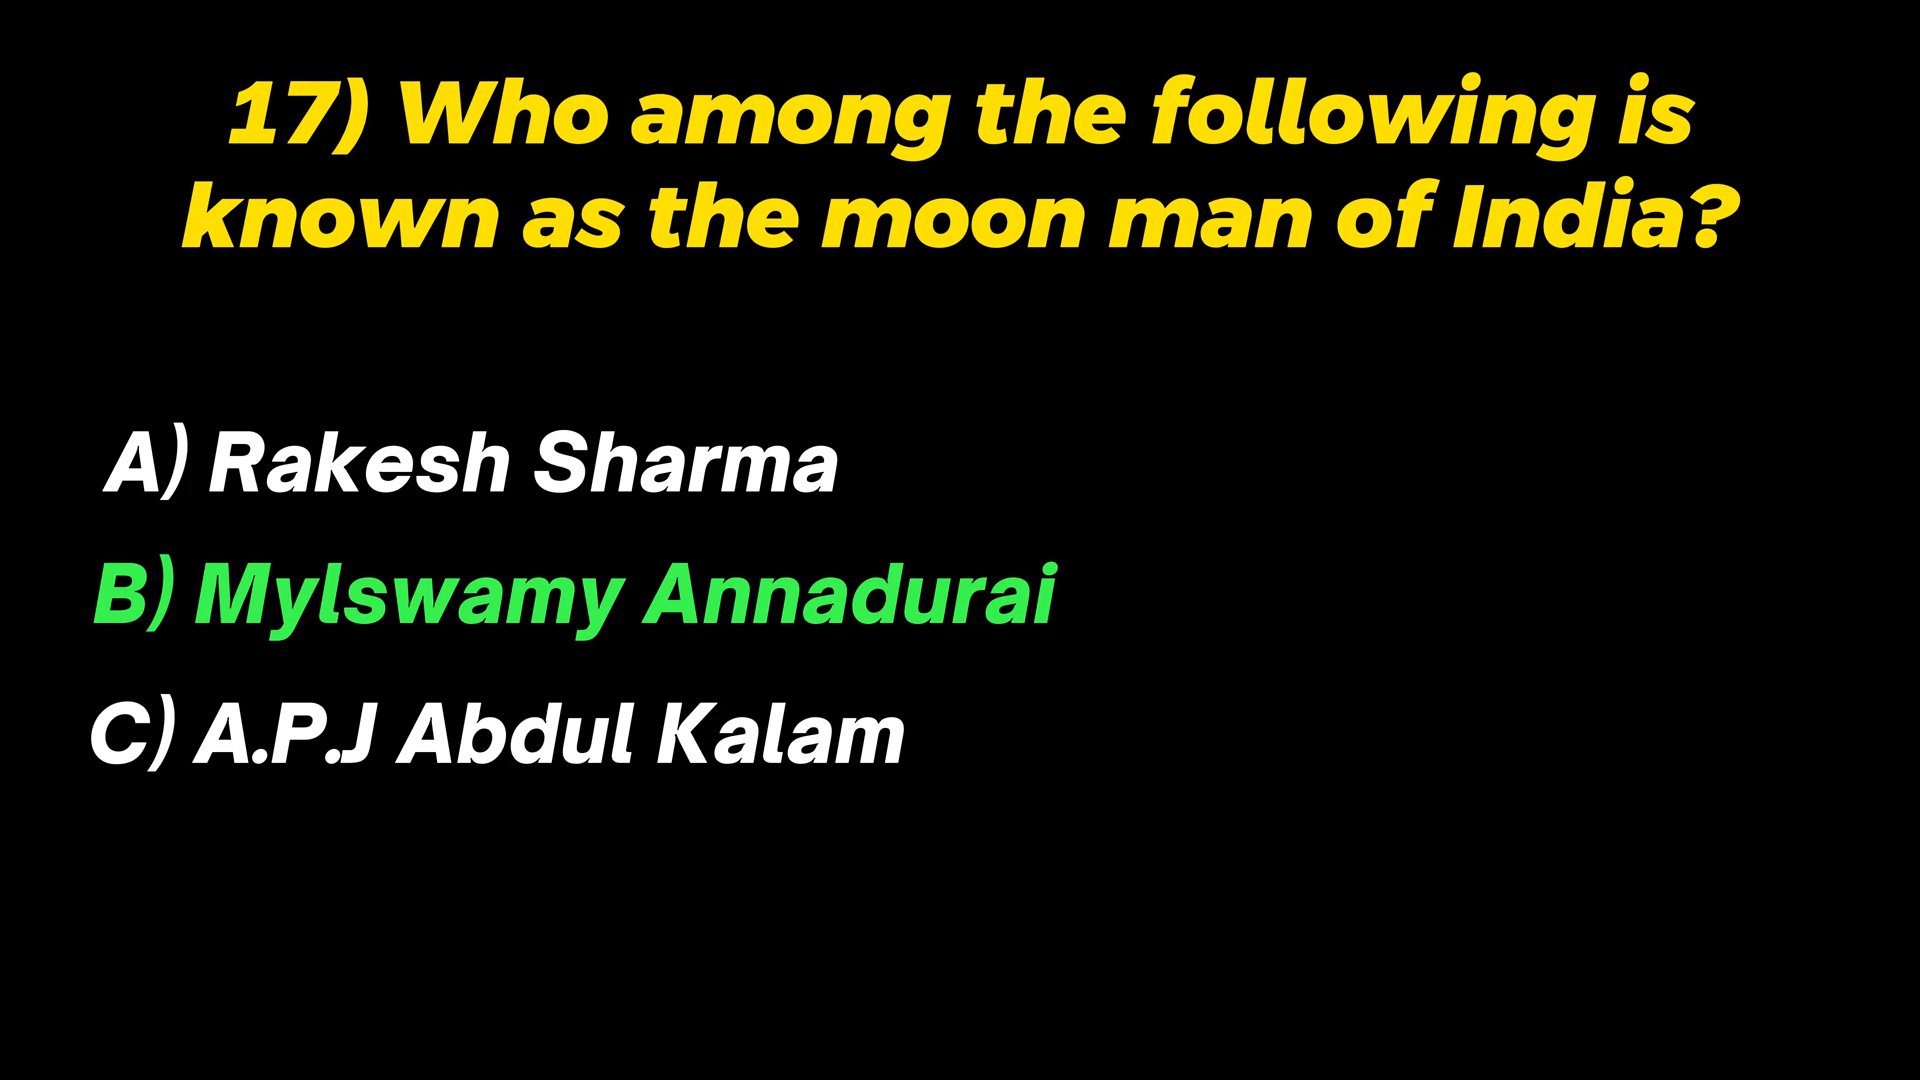 17) Who among the following is
known as the moon man of India?
A) Rakesh Sharma
B) Mylswamy Annadurai
C) A.P.J Abdul Kalam